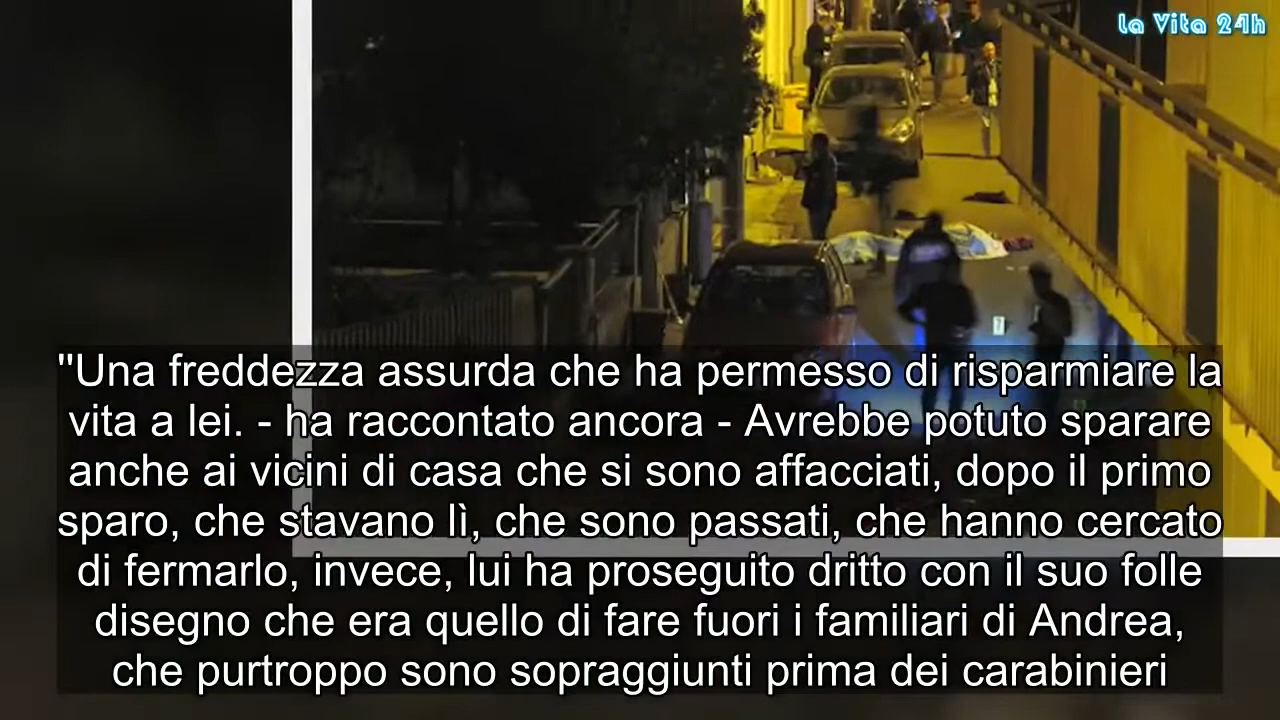 La Vita 24h
"Una freddezza assurda che ha permesso di risparmiare la
vita a lei. - ha raccontato ancora - Avrebbe potuto sparare
anche ai vicini di casa che si sono affacciati, dopo il primo
sparo, che stavano lì, che sono passati, che hanno cercato
di fermarlo, invece, lui ha proseguito dritto con il suo folle
disegno che era quello di fare fuori i familiari di Andrea,
che purtroppo sono sopraggiunti prima dei carabinieri